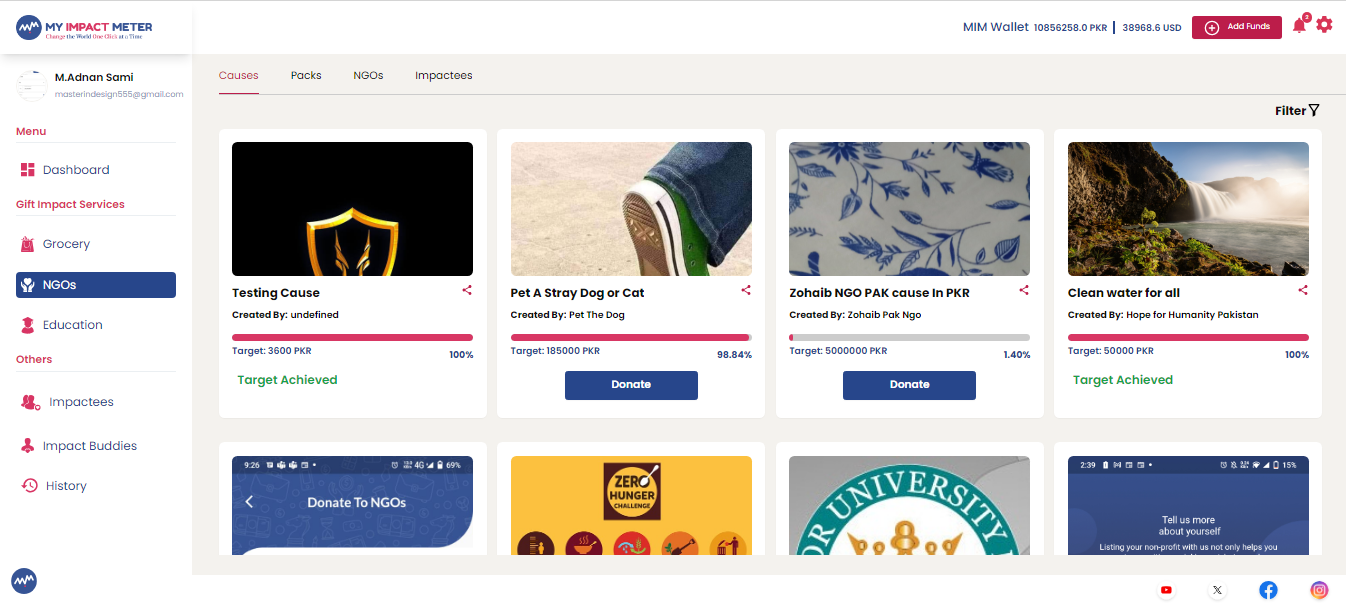 MY IMPACT METER
Change the World One Click at a Time
MIM Wallet 10856258.0 PKR | 38968.6 USD
Add Funds
2
M.Adnan Sami
masterindesign555@gmail.com
Menu
Dashboard
Gift Impact Services
Grocery
NGOs
Education
Others
Impactees
Impact Buddies
History
Causes Packs NGOs Impactees
Filter
Testing Cause
Created By: undefined
Target: 3600 PKR
100%
Target Achieved
Pet A Stray Dog or Cat
Created By: Pet The Dog
Target: 185000 PKR
98.84%
Donate
Zohaib NGO PAK cause In PKR
Created By: Zohaib Pak Ngo
Target: 5000000 PKR
1.40%
Donate
Clean water for all
Created By: Hope for Humanity Pakistan
Target: 50000 PKR
100%
Target Achieved
9:26 4G 69%
Donate To NGOs
ZERO
HUNGER
CHALLENGE
OR UNIVERSITY
2:39 15%
Tell us more
about yourself
Listing your non-profit with us not only helps you